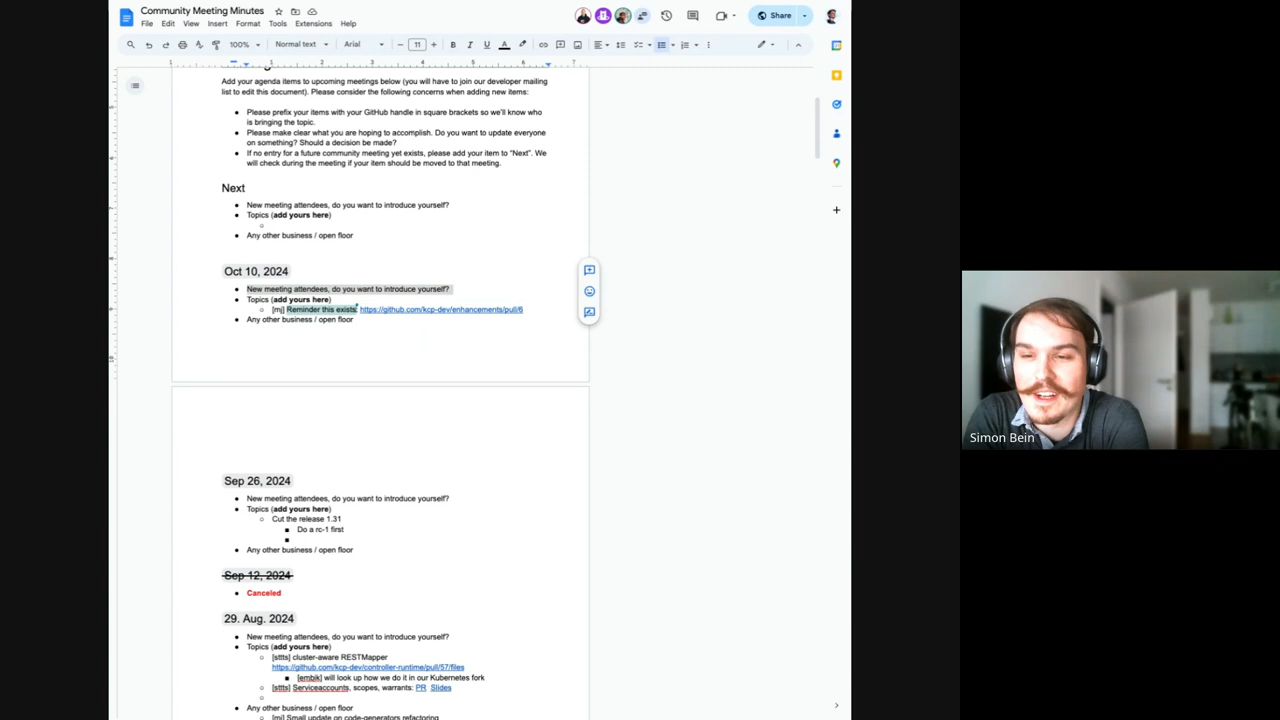 Community Meeting Minutes
File Edit View Insert Format Tools Extensions Help
Share
100% Normal text Arial 11
1 1 2 3 4 5 6 7
Add your agenda items to upcoming meetings below (you will have to join our developer mailing
list to edit this document). Please consider the following concerns when adding new items:
Please prefix your items with your GitHub handle in square brackets so we'll know who
is bringing the topic.
Please make clear what you are hoping to accomplish. Do you want to update everyone
on something? Should a decision be made?
If no entry for a future community meeting yet exists, please add your item to "Next". We
will check during the meeting if your item should be moved to that meeting.
Next
New meeting attendees, do you want to introduce yourself?
Topics (add yours here)
Any other business / open floor
Oct 10, 2024
New meeting attendees, do you want to introduce yourself?
Topics (add yours here)
[mj] Reminder this exists: https://github.com/kcp-dev/enhancements/pull/6
Any other business / open floor
Sep 26, 2024
New meeting attendees, do you want to introduce yourself?
Topics (add yours here)
Cut the release 1.31
Do a rc-1 first
Any other business / open floor
Sep 12, 2024
Canceled
29. Aug. 2024
New meeting attendees, do you want to introduce yourself?
Topics (add yours here)
[sttts] cluster-aware RESTMapper
https://github.com/kcp-dev/controller-runtime/pull/57/files
[embik] will look up how we do it in our Kubernetes fork
[sttts] Serviceaccounts, scopes, warrants: PR Slides
Any other business / open floor
[mj] Small update on code-generators refactoring
Simon Bein